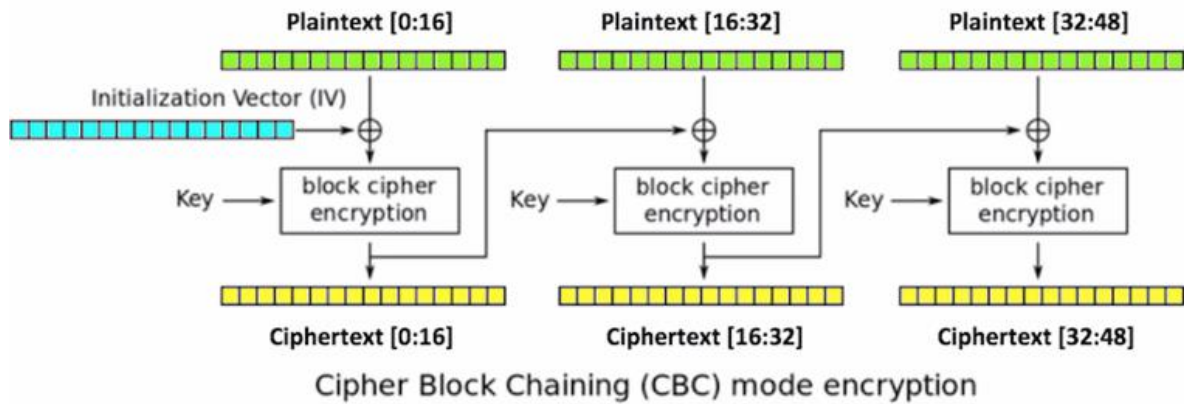 Plaintext [0:16]
Plaintext [16:32]
Plaintext [32:48]
Initialization Vector (IV)
Key
block cipher
encryption
Key
block cipher
encryption
Key
block cipher
encryption
Ciphertext [0:16]
Ciphertext [16:32]
Ciphertext [32:48]
Cipher Block Chaining (CBC) mode encryption